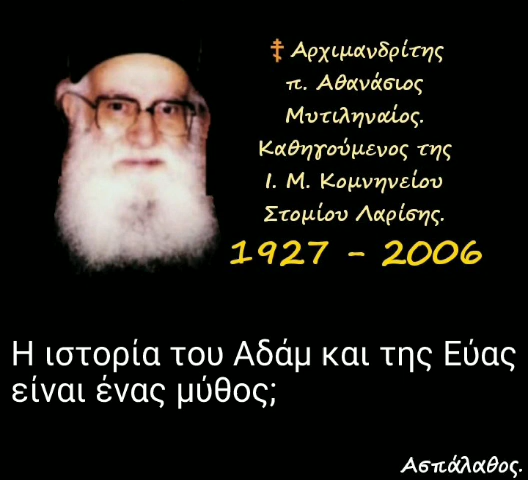 ‡ Αρχιμανδρίτης
π. Αθανάσιος
Μυτιληναίος.
Καθηγούμενος της
Ι. Μ. Κομνηνείου
Στομίου Λαρίσης.
1927 - 2006
Η ιστορία του Αδάμ και της Εύας
είναι ένας μύθος;
Ασπάλαθος.